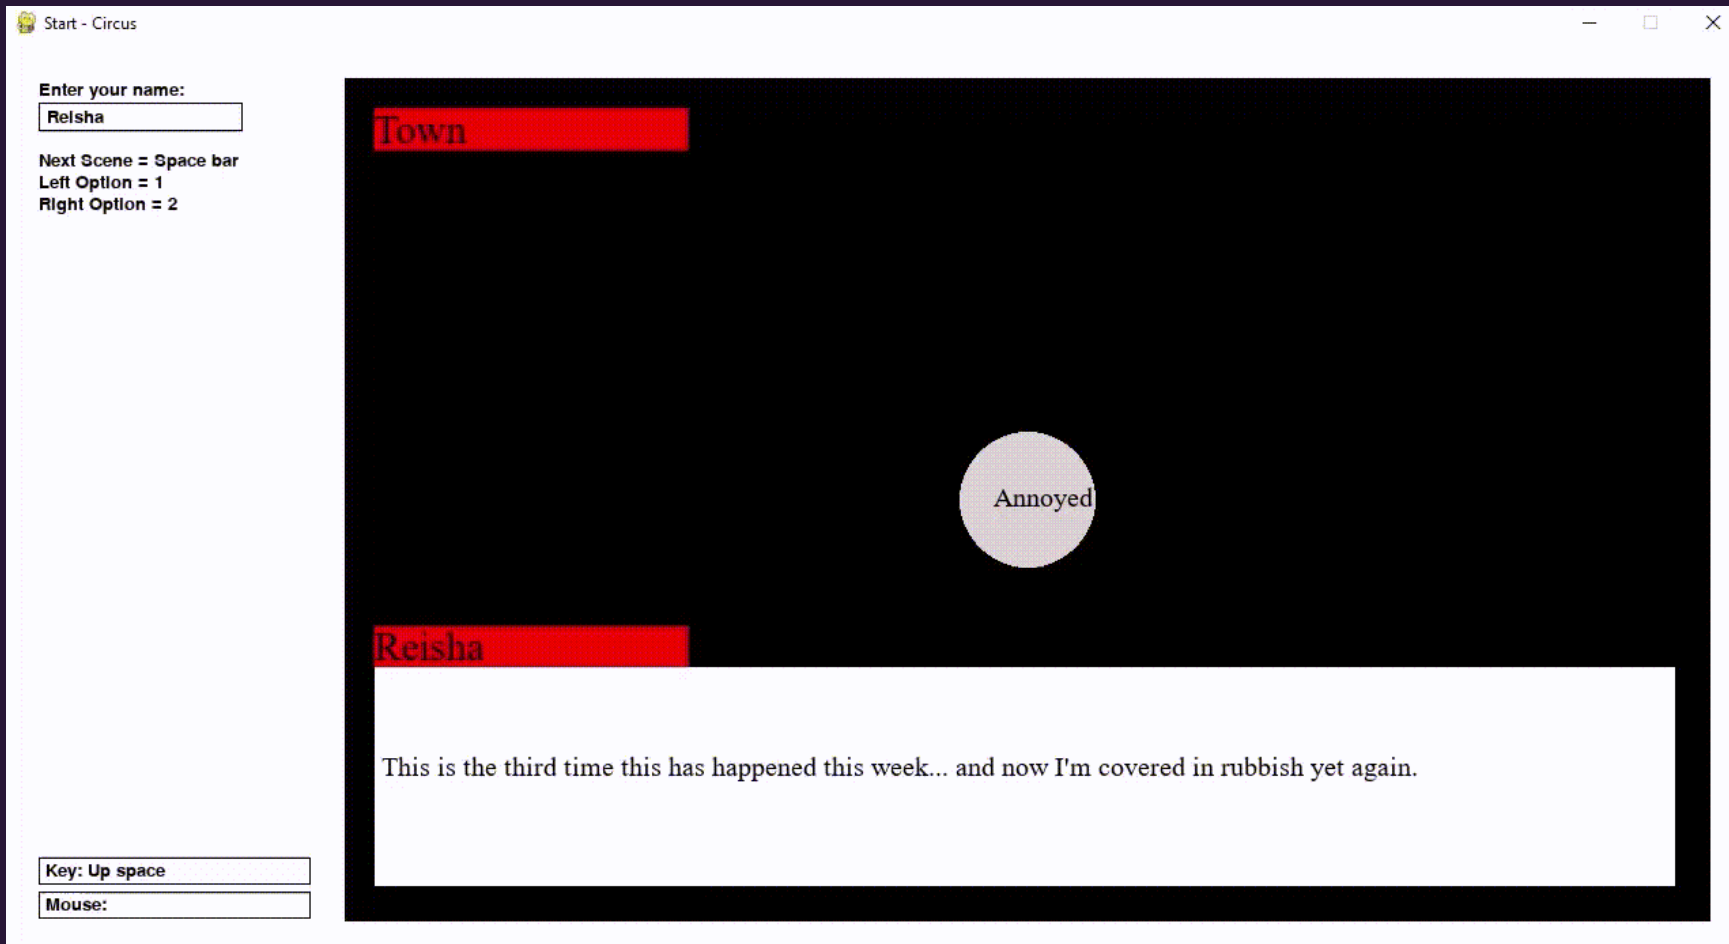 Start - Circus
Enter your name:
Reisha
Next Scene = Space bar
Left Option = 1
Right Option = 2
Town
Annoyed
Reisha
This is the third time this has happened this week... and now I'm covered in rubbish yet again.
Key: Up space
Mouse: